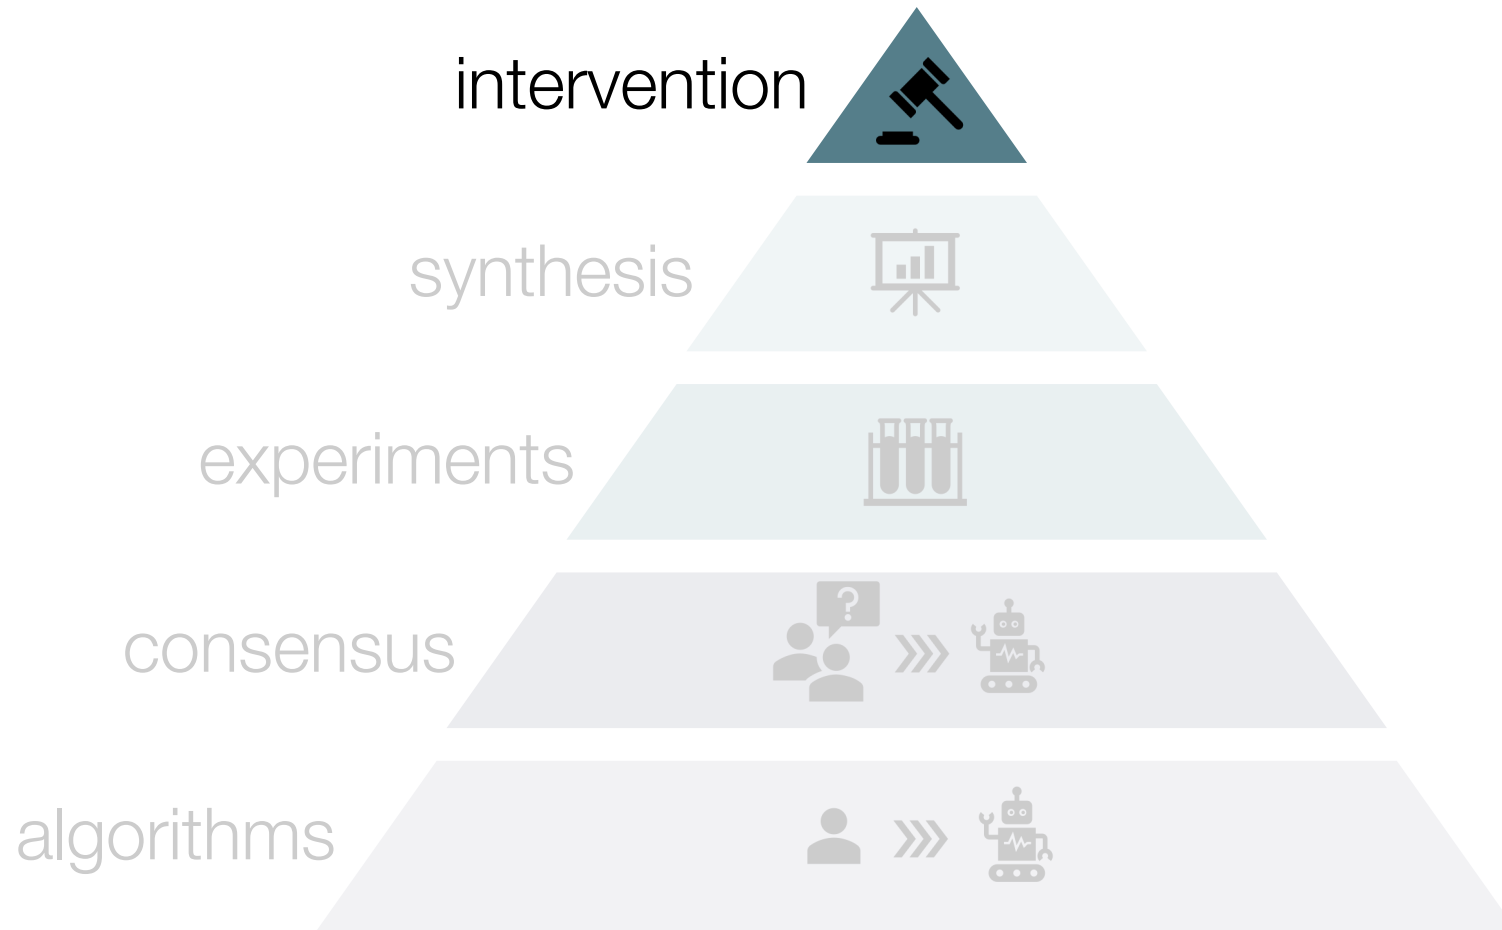 intervention
synthesis
experiments
?
consensus
algorithms